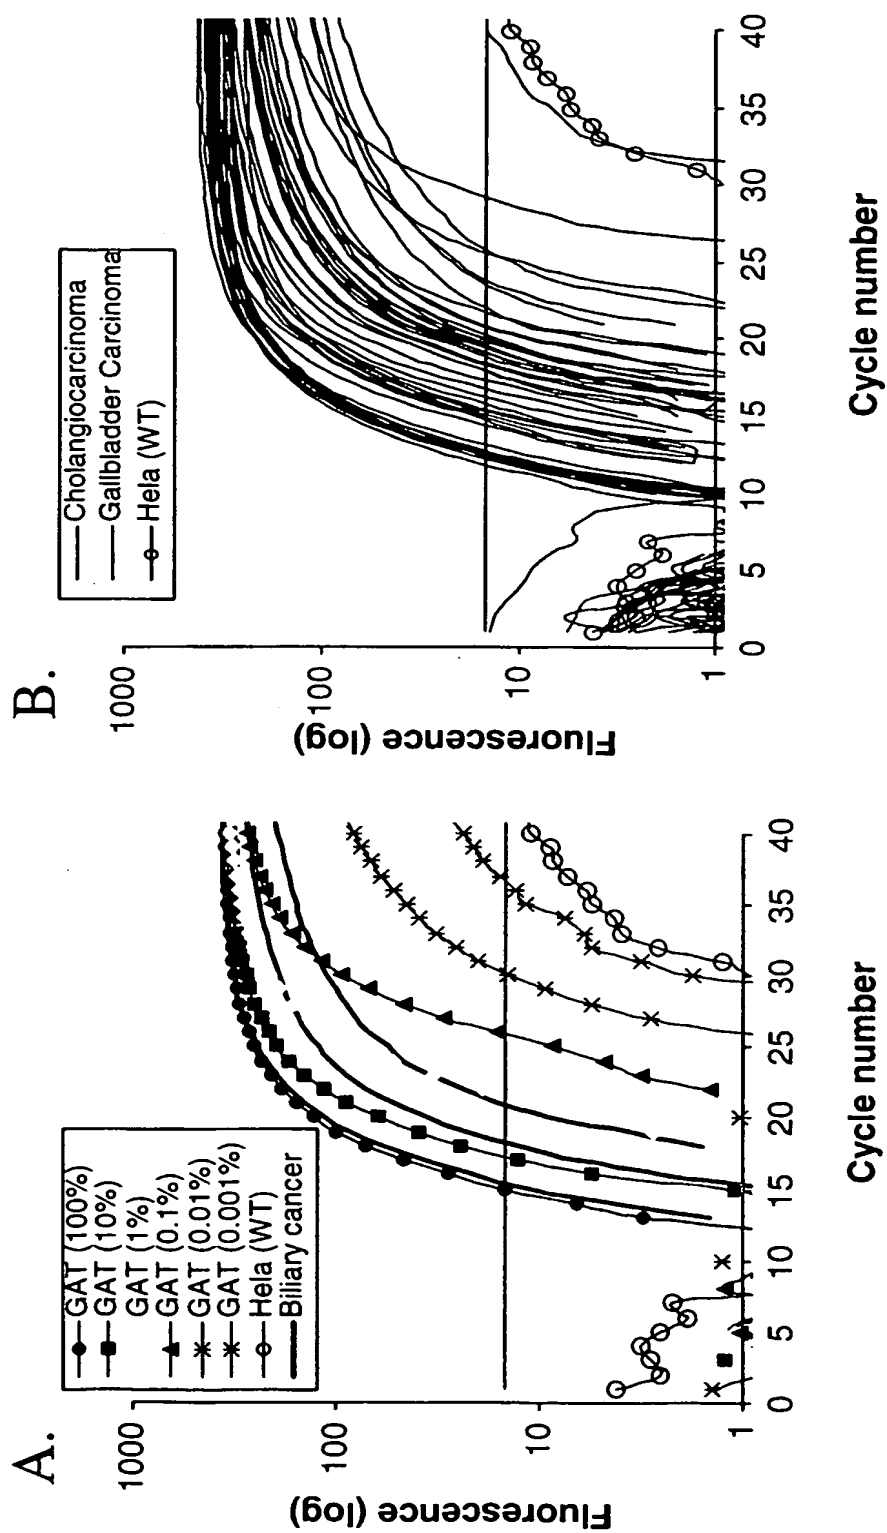 A.
1000
100
10
1
Fluorescence (log)
0
5
10
15
20
25
30
35
40
Cycle number
GAT (100%)
GAT (10%)
GAT (1%)
GAT (0.1%)
GAT (0.01%)
GAT (0.001%)
Hela (WT)
Biliary cancer
B.
1000
100
10
1
Fluorescence (log)
0
5
10
15
20
25
30
35
40
Cycle number
Cholangiocarcinoma
Gallbladder Carcinoma
Hela (WT)